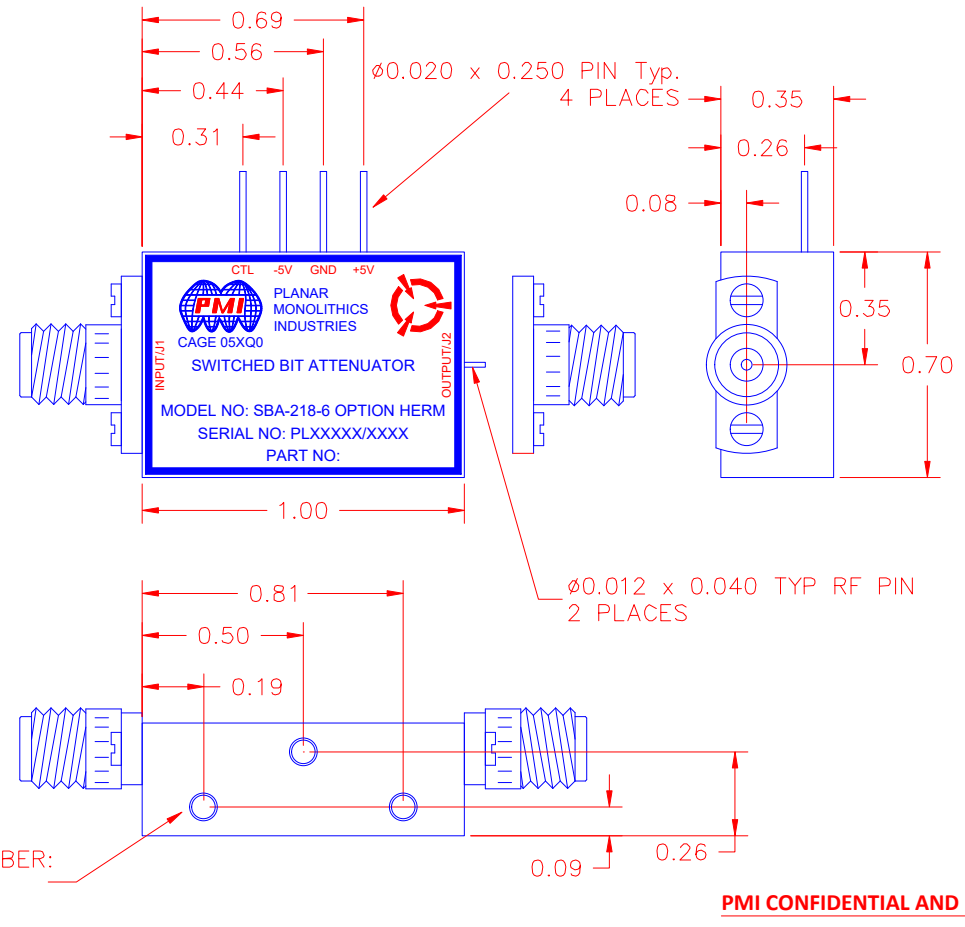 0.69
0.56
0.44
0.31
ø0.020 x 0.250 PIN Typ.
4 PLACES
0.35
0.26
0.08
CTL -5V GND +5V
PMI
PLANAR
MONOLITHICS
INDUSTRIES
CAGE 05XQ0
SWITCHED BIT ATTENUATOR
INPUT/J1
OUTPUT/J2
MODEL NO: SBA-218-6 OPTION HERM
SERIAL NO: PLXXXXX/XXXX
PART NO:
0.35
0.70
1.00
ø0.012 x 0.040 TYP RF PIN
2 PLACES
0.81
0.50
0.19
BER:
0.09
0.26
PMI CONFIDENTIAL AND